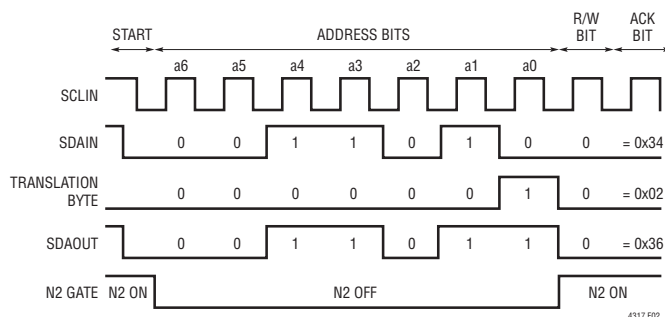 START ADDRESS BITS R/W BIT ACK BIT
a6 a5 a4 a3 a2 a1 a0
SCLIN
SDAIN 0 0 1 1 0 1 0 0 = 0x34
TRANSLATION BYTE 0 0 0 0 0 0 1 0 = 0x02
SDAOUT 0 0 1 1 0 1 1 0 = 0x36
N2 GATE N2 ON N2 OFF N2 ON
4317 F02